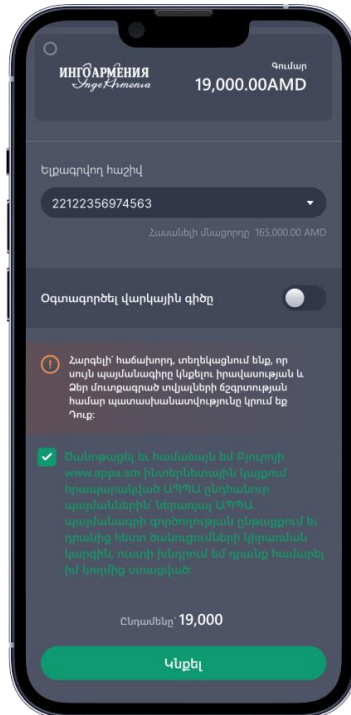 Գումար
ИНГОАРМЕНИЯ
IngoArmenia
19,000.00AMD
Ելքագրվող հաշիվ
22122356974563
Հասանելի մնացորդը 165,000.00 AMD
Օգտագործել վարկային գիծը
Հարգելի՛ հաճախորդ, տեղեկացնում ենք, որ
սույն պայմանագիրը կնքելու իրավասության և
Ձեր մուտքագրած տվյալների ճշգրտության
համար պատասխանատվությունը կրում եք
Դուք:
Ծանոթացել եւ համաձայն եմ Բյուրոյի
www.appa.am ինտերնետային կայքում
հրապարակված ԱՊՊԱ ընդհանուր
պայմաններին՝ ներառյալ ԱՊՊԱ
պայմանագրի գործողության ընթացքում եւ
դրանից հետո ծանուցումների կիրառման
կարգին, ուստի խնդրում եմ դրանք համարել
իմ կողմից ստացված:
Ընդամենը՝ 19,000
Կնքել